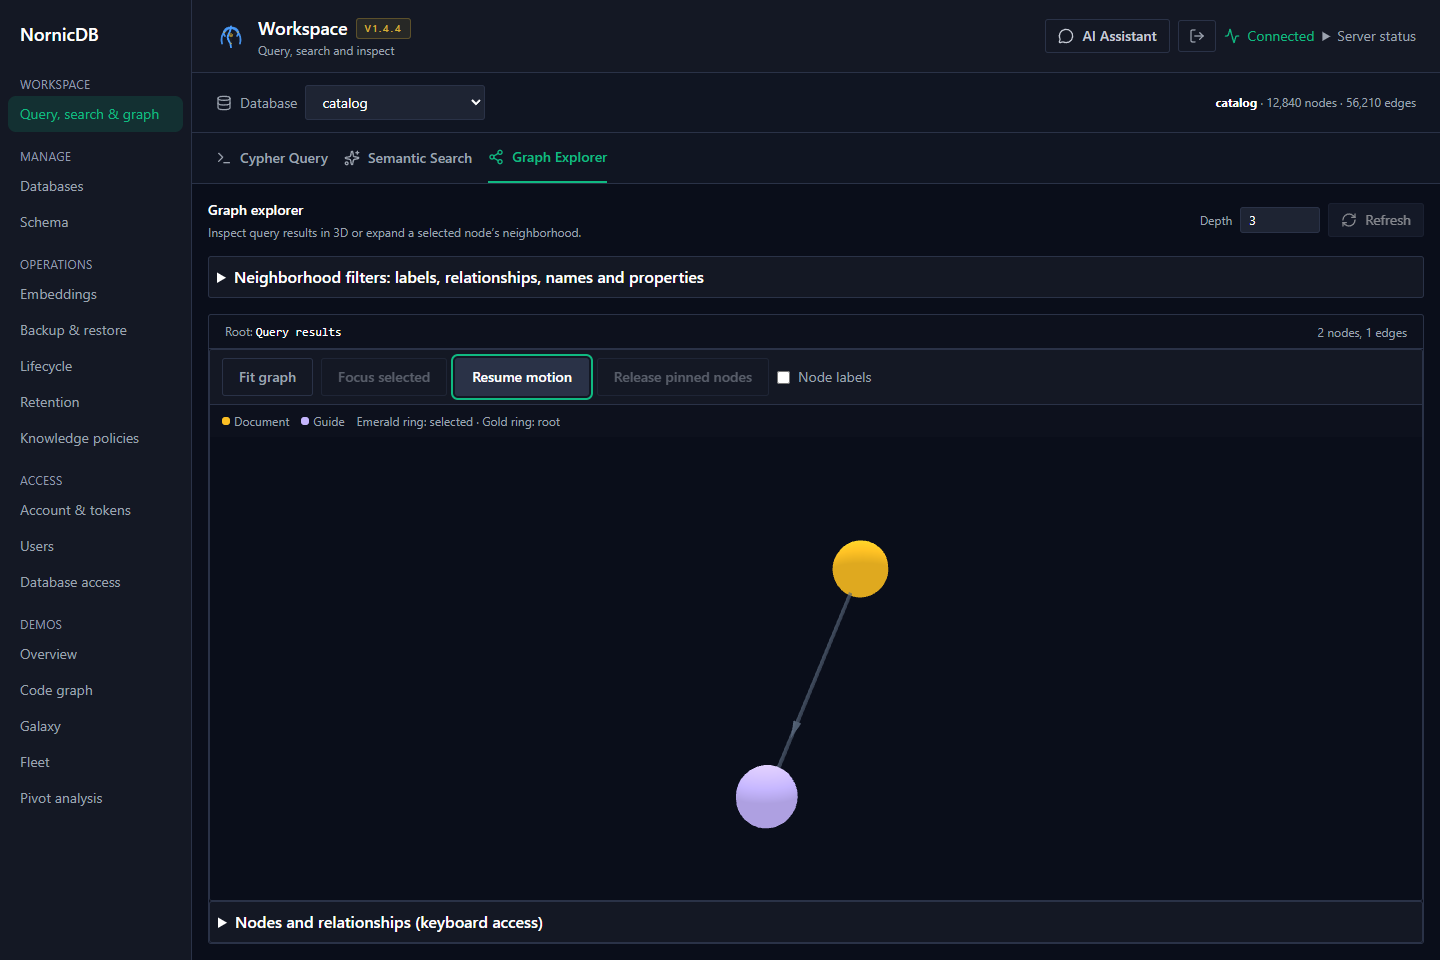 NornicDB
WORKSPACE
Query, search & graph
MANAGE
Databases
Schema
OPERATIONS
Embeddings
Backup & restore
Lifecycle
Retention
Knowledge policies
ACCESS
Account & tokens
Users
Database access
DEMOS
Overview
Code graph
Galaxy
Fleet
Pivot analysis
Workspace V1.4.4
Query, search and inspect
AI Assistant
Connected ▶ Server status
Database catalog
catalog · 12,840 nodes · 56,210 edges
Cypher Query Semantic Search Graph Explorer
Graph explorer
Inspect query results in 3D or expand a selected node's neighborhood.
Depth 3 Refresh
▶ Neighborhood filters: labels, relationships, names and properties
Root: Query results
2 nodes, 1 edges
Fit graph Focus selected Resume motion Release pinned nodes Node labels
Document Guide Emerald ring: selected · Gold ring: root
▶ Nodes and relationships (keyboard access)